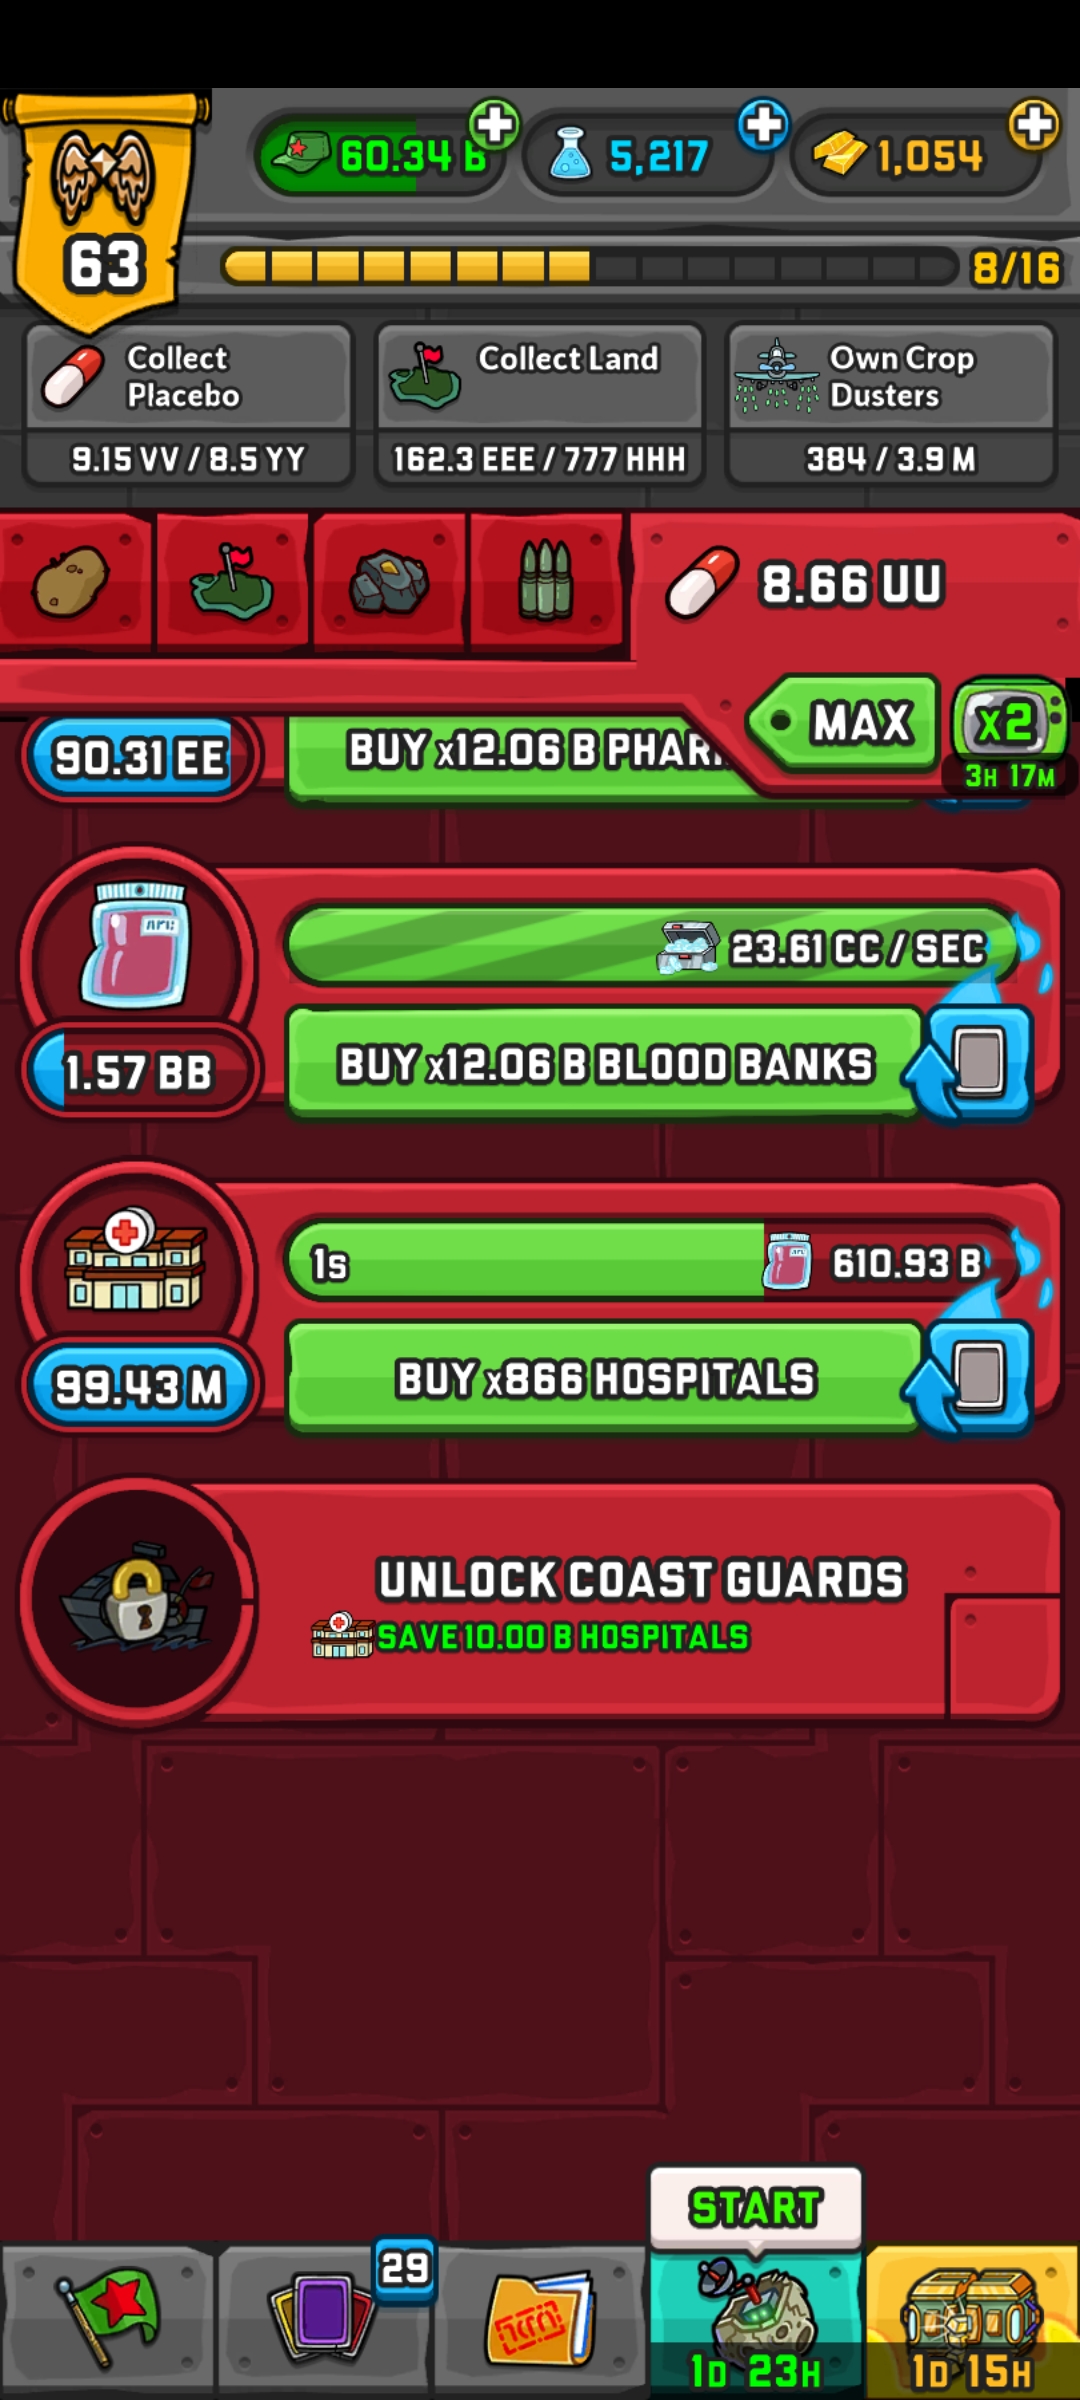 60.34 B
5,217
1,054
63
8/16
Collect
Placebo
9.15 VV / 8.5 YY
Collect Land
162.3 EEE / 777 HHH
Own Crop
Dusters
384 / 3.9 M
8.66 UU
MAX
x2
3H 17M
90.31 EE
BUY x12.06 B
23.61 CC / SEC
1.57 BB
BUY x12.06 B BLOOD BANKS
1s
610.93 B
99.43 M
BUY x866 HOSPITALS
UNLOCK COAST GUARDS
SAVE 10.00 B HOSPITALS
START
29
1D 23H
1D 15H